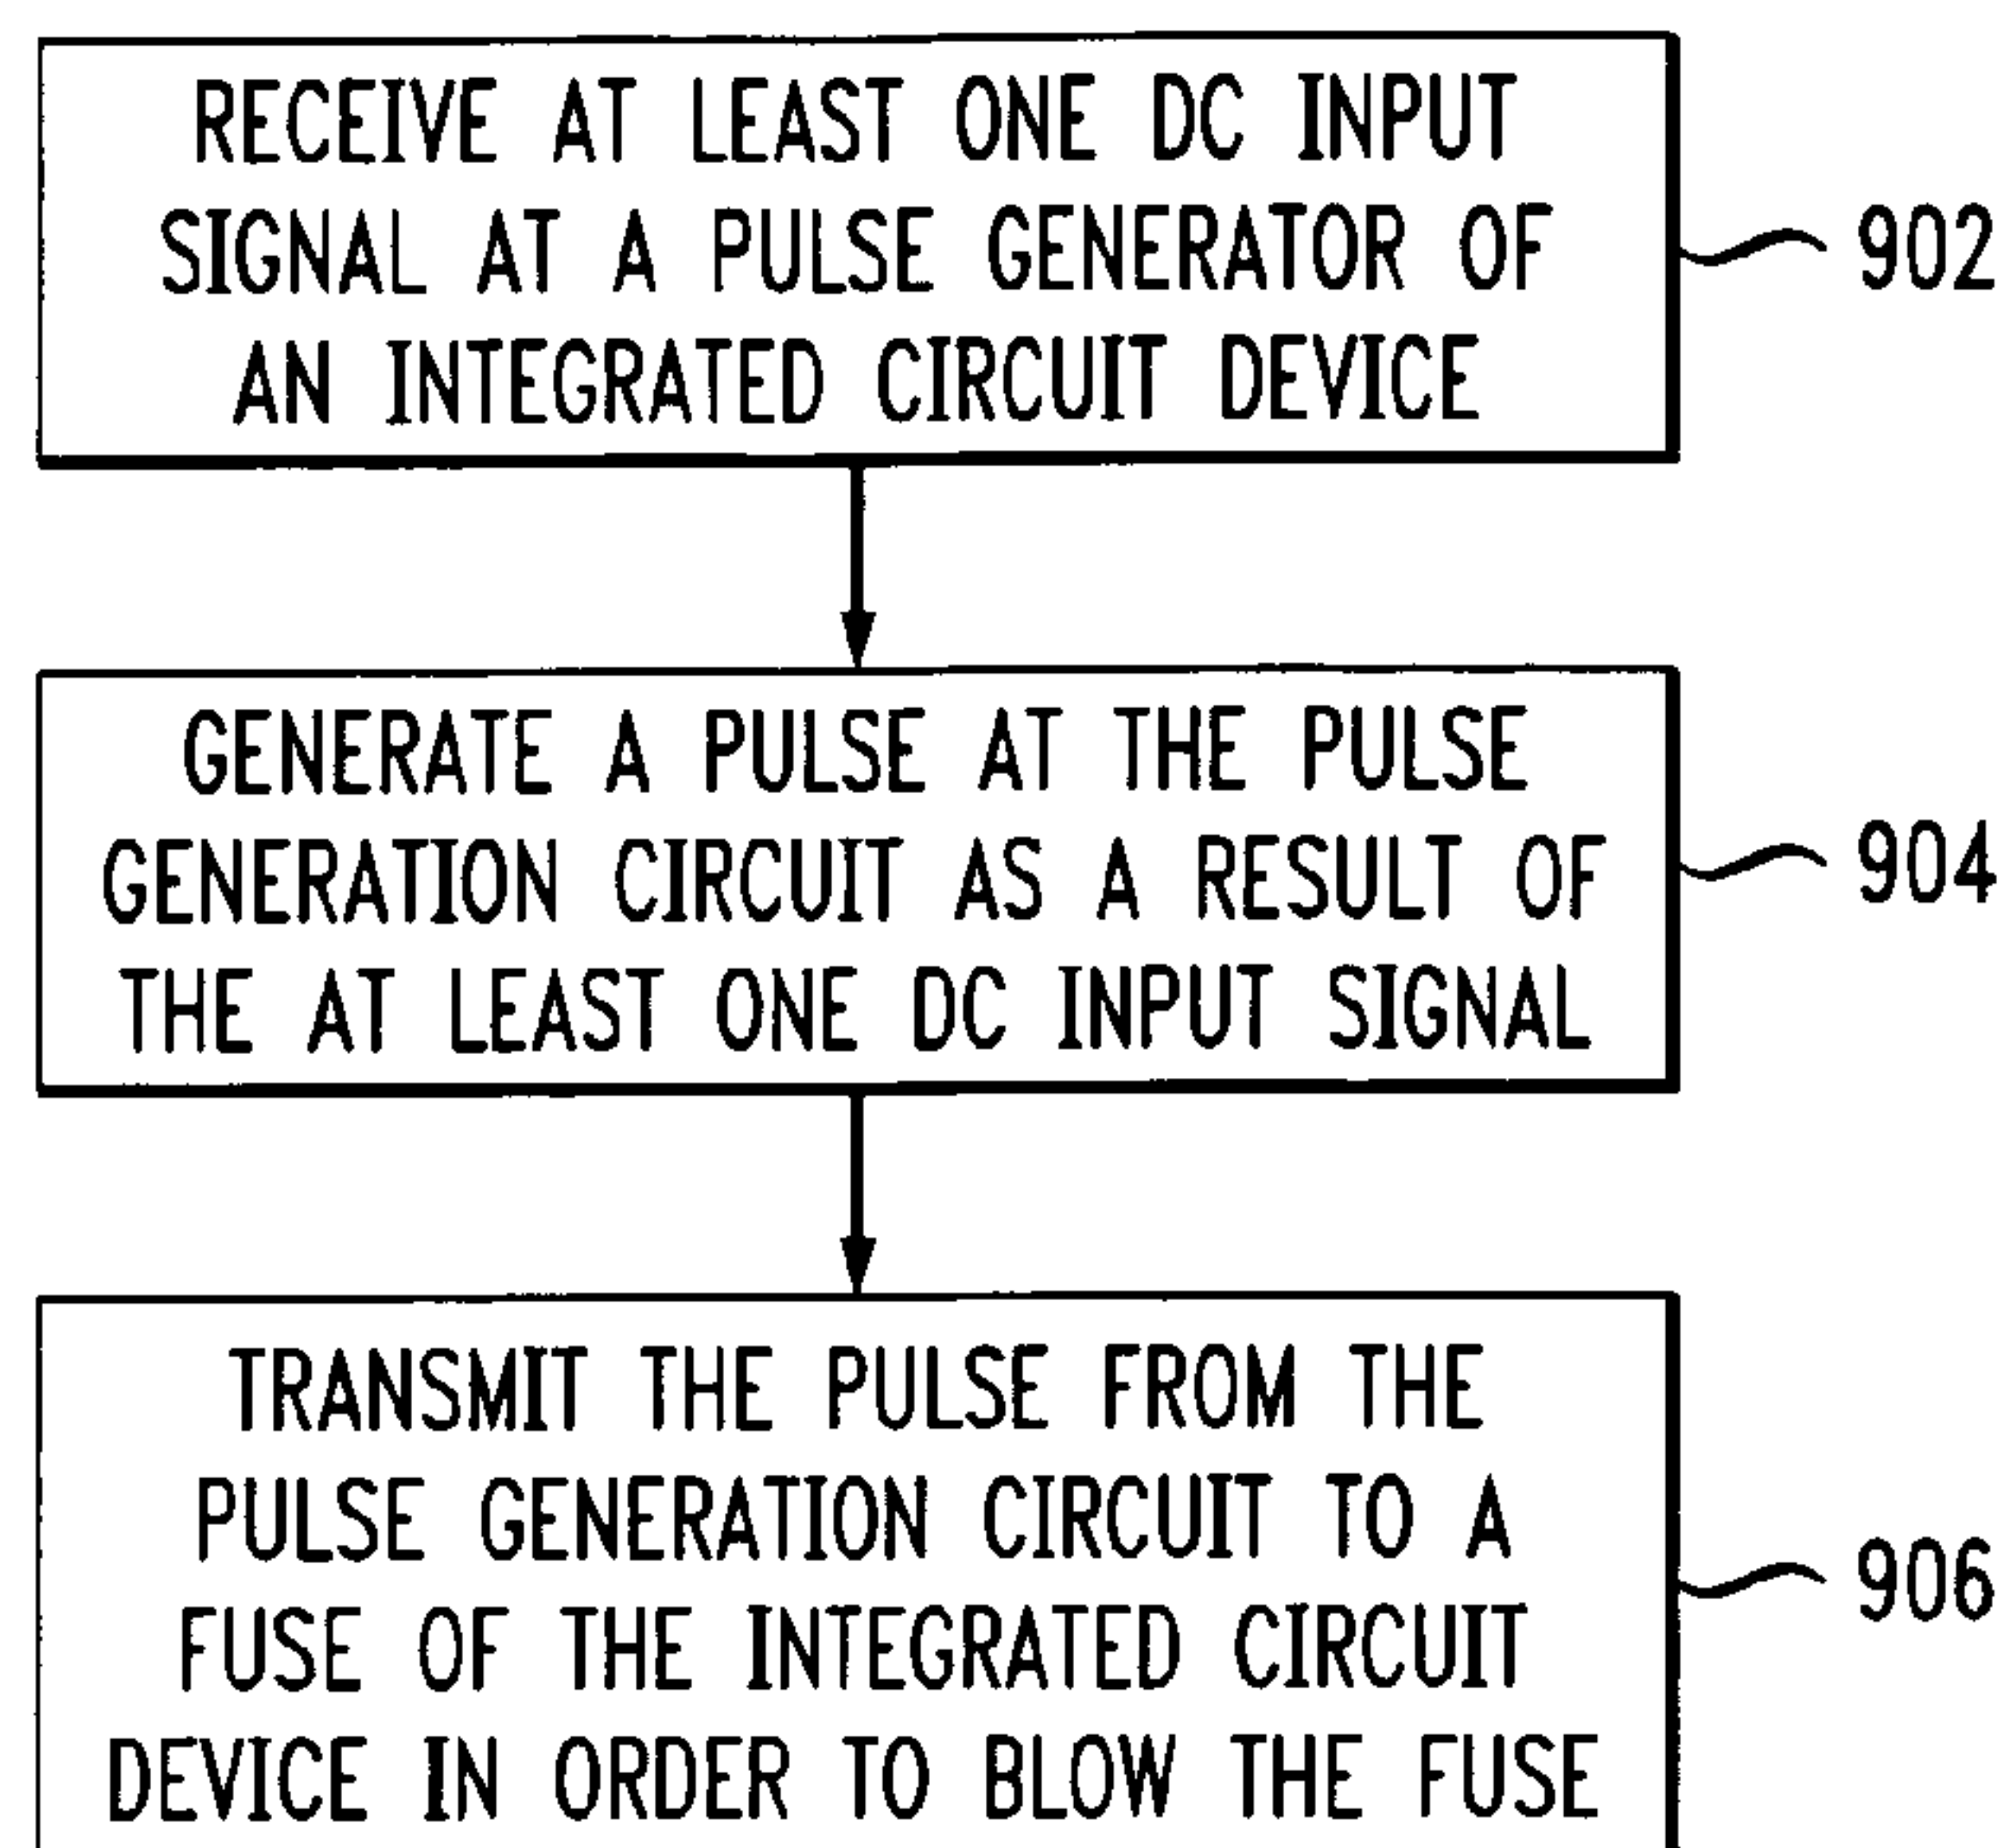 RECEIVE AT LEAST ONE DC INPUT
SIGNAL AT A PULSE GENERATOR OF
AN INTEGRATED CIRCUIT DEVICE
902
GENERATE A PULSE AT THE PULSE
GENERATION CIRCUIT AS A RESULT OF
THE AT LEAST ONE DC INPUT SIGNAL
904
TRANSMIT THE PULSE FROM THE
PULSE GENERATION CIRCUIT TO A
FUSE OF THE INTEGRATED CIRCUIT
DEVICE IN ORDER TO BLOW THE FUSE
906